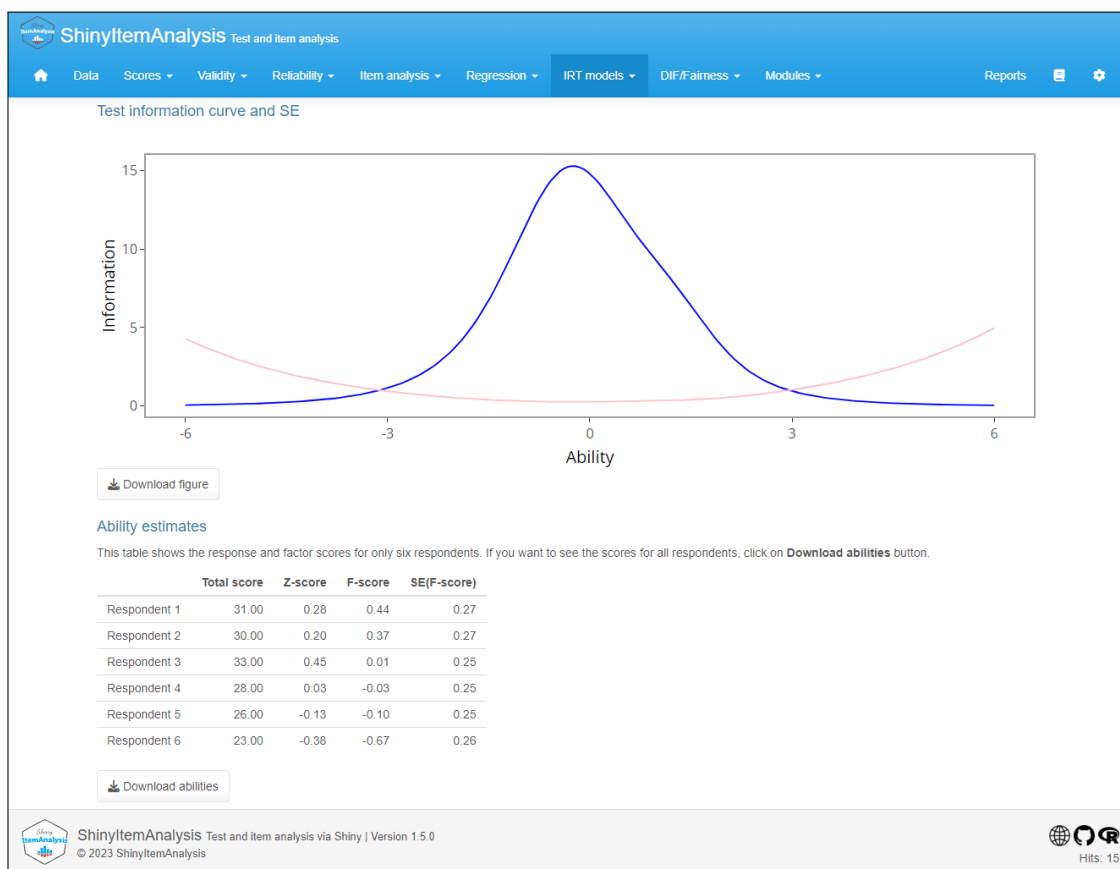 ShinyItemAnalysis Test and item analysis
Data Scores Validity Reliability Item analysis Regression IRT models DIF/Fairness Modules Reports
Test information curve and SE
15
10
5
0
Information
-6 -3 0 3 6
Ability
Download figure
Ability estimates
This table shows the response and factor scores for only six respondents. If you want to see the scores for all respondents, click on Download abilities button.
Total score Z-score F-score SE(F-score)
Respondent 1 31.00 0.28 0.44 0.27
Respondent 2 30.00 0.20 0.37 0.27
Respondent 3 33.00 0.45 0.01 0.25
Respondent 4 28.00 0.03 -0.03 0.25
Respondent 5 26.00 -0.13 -0.10 0.25
Respondent 6 23.00 -0.38 -0.67 0.26
Download abilities
Shiny
ItemAnalysis
ShinyItemAnalysis Test and item analysis via Shiny | Version 1.5.0
© 2023 ShinyItemAnalysis
Hits: 15